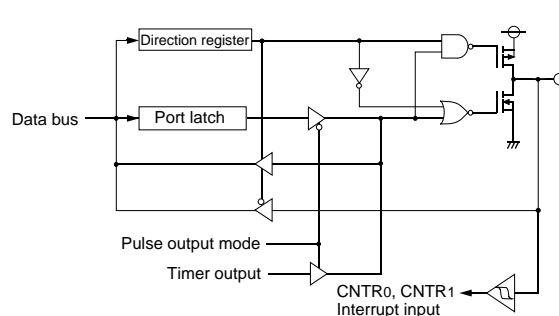 Direction register
Data bus
Port latch
Pulse output mode
Timer output
CNTR0, CNTR1
Interrupt input